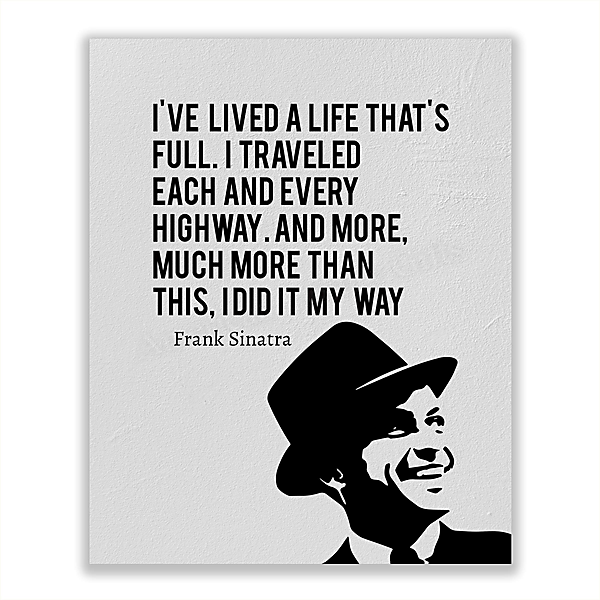 I'VE LIVED A LIFE THAT'S
FULL. I TRAVELED
EACH AND EVERY
HIGHWAY. AND MORE,
MUCH MORE THAN
THIS, I DID IT MY WAY
Frank Sinatra